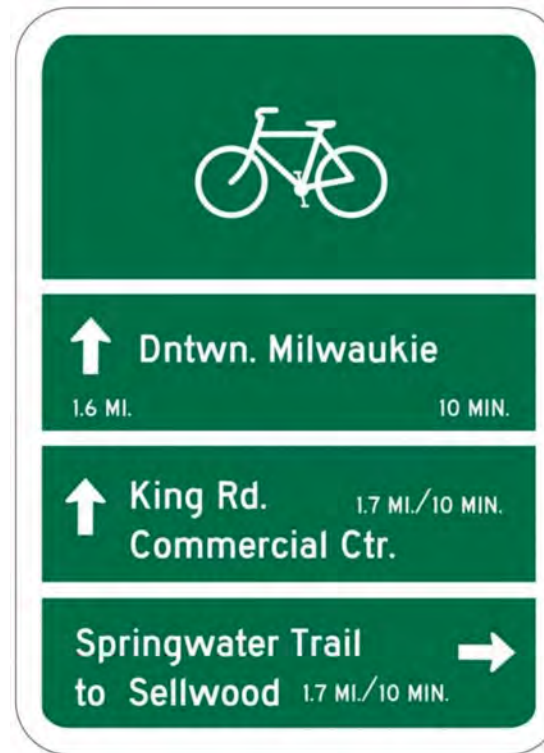 Dntwn. Milwaukie
1.6 MI. 10 MIN.
King Rd. 1.7 MI./10 MIN.
Commercial Ctr.
Springwater Trail
to Sellwood 1.7 MI./10 MIN.